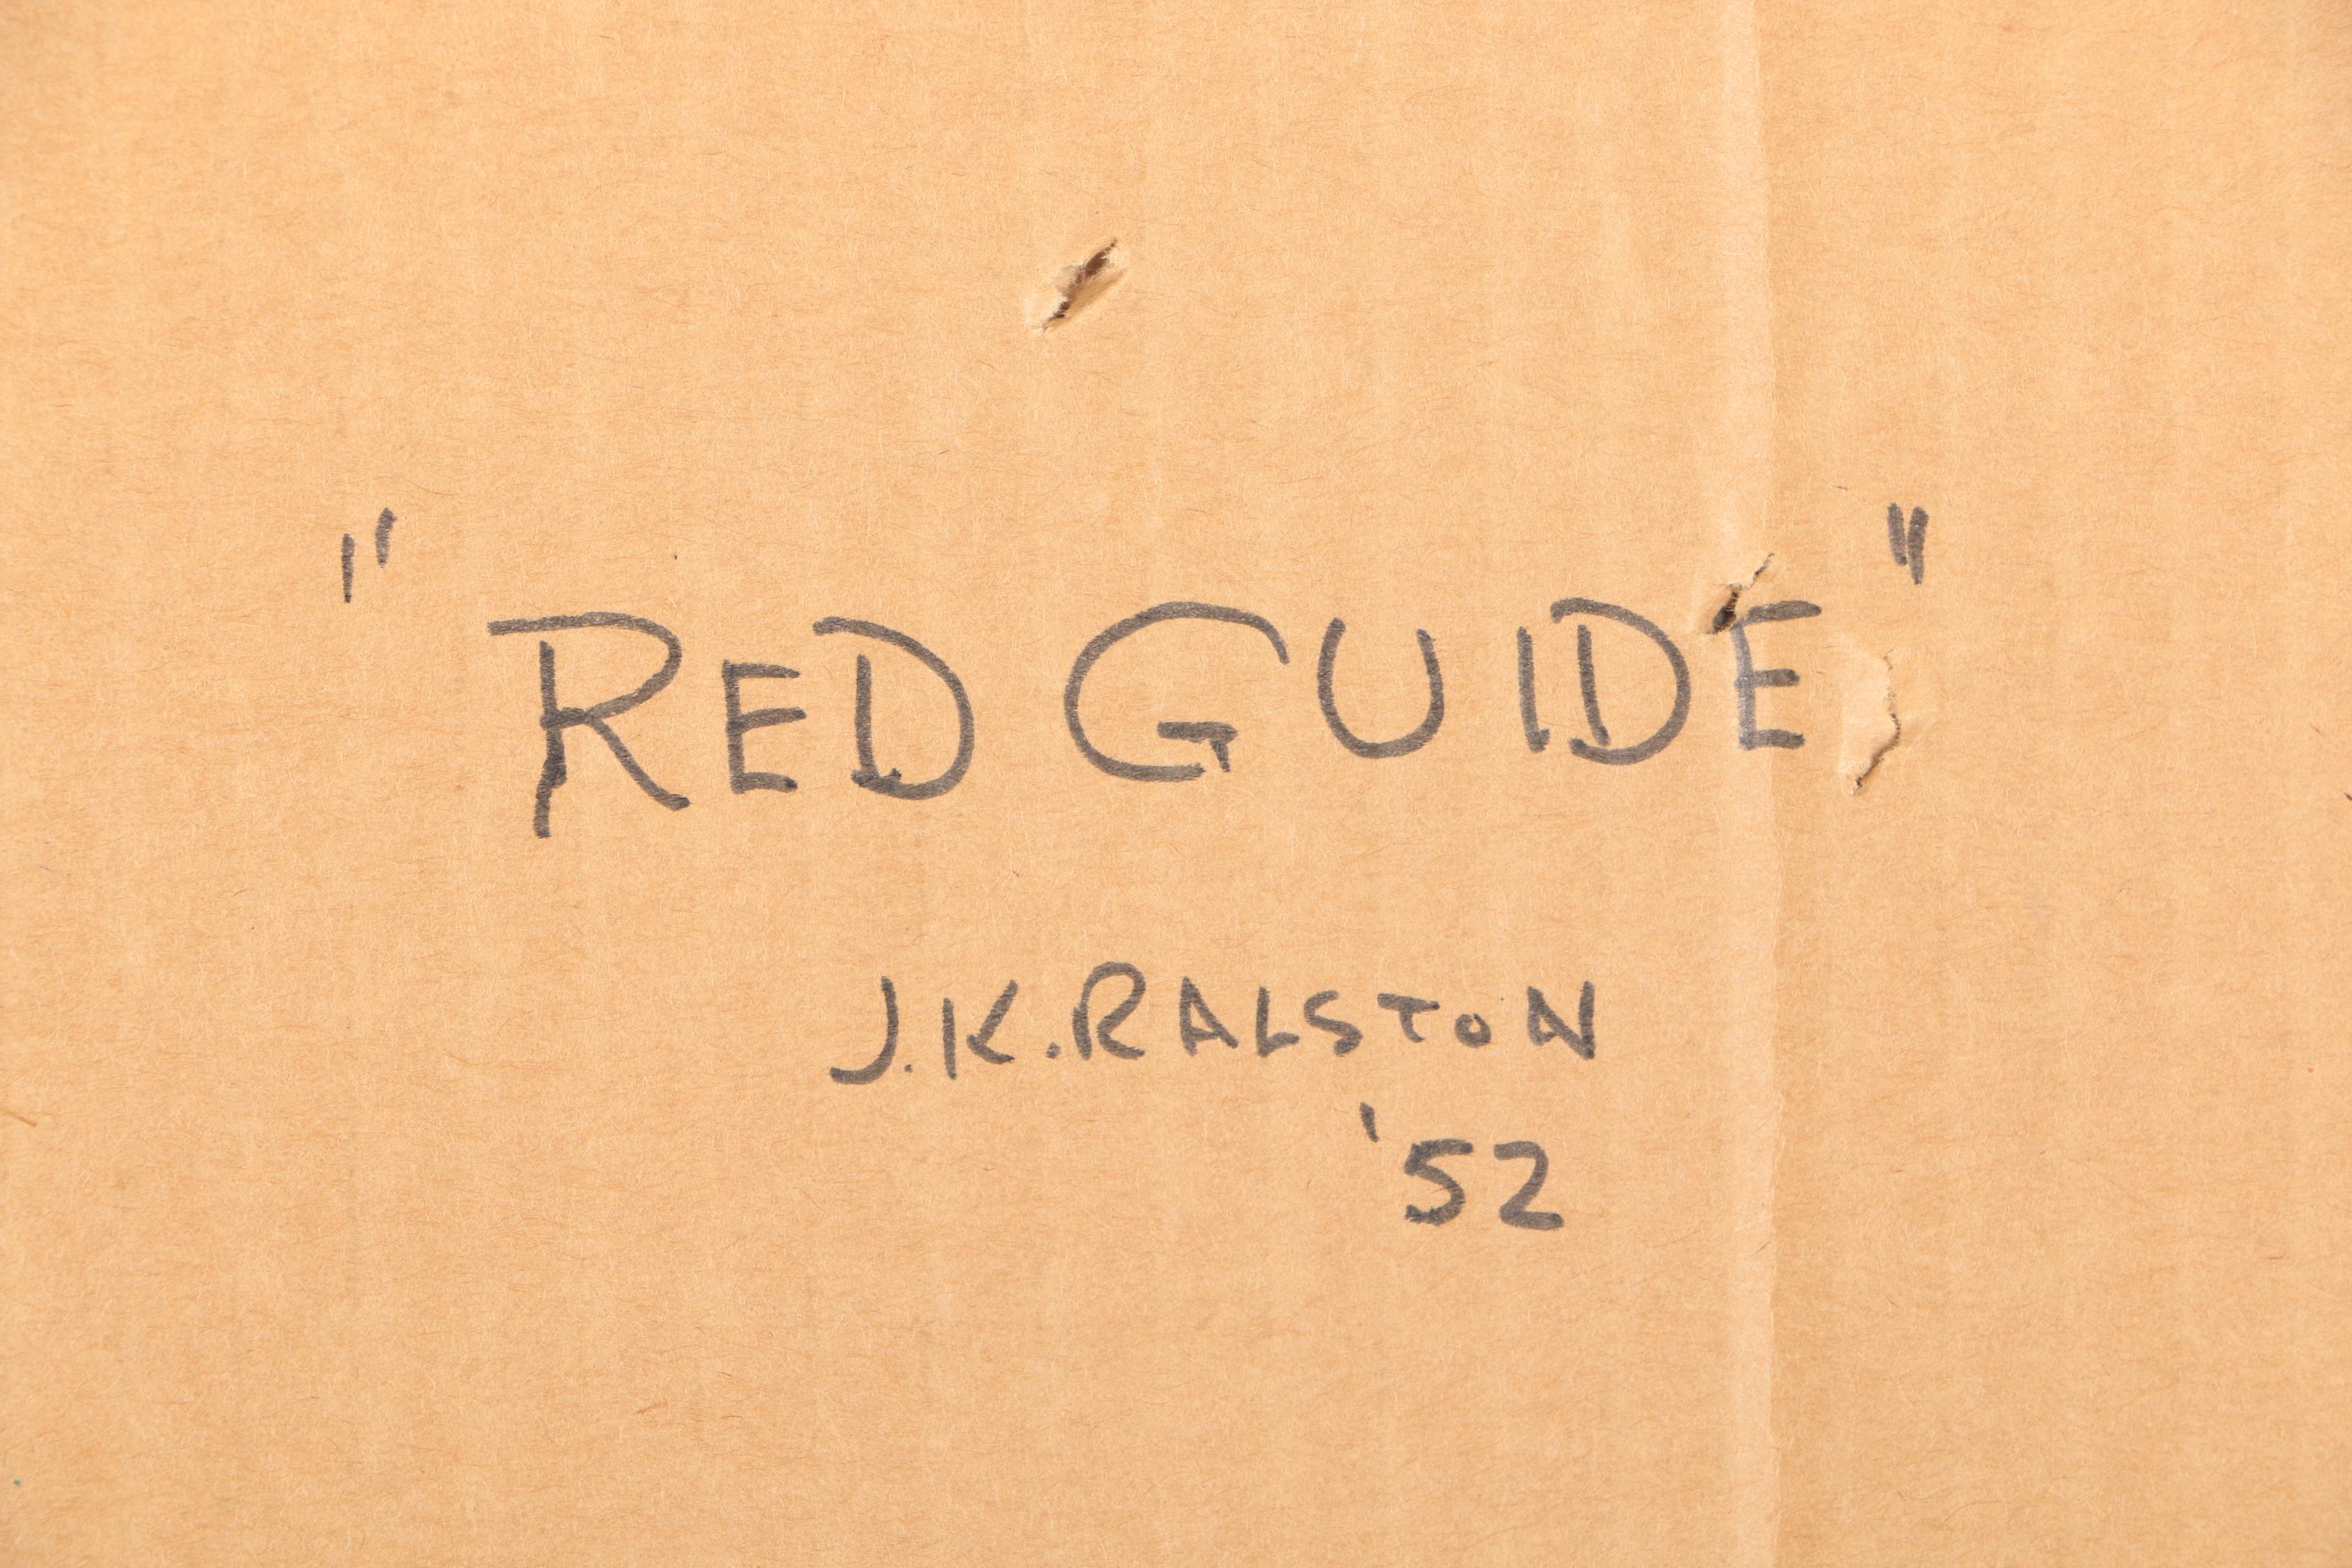 "RED GUIDE"
J.K.RALSTON
'52